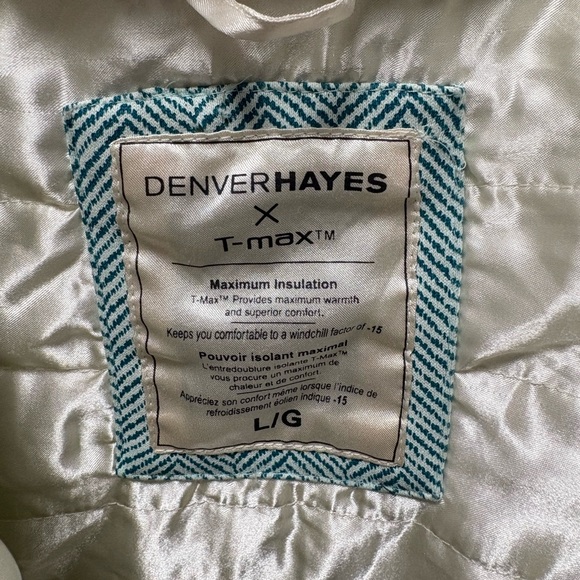 DENVERHAYES
X
T-max™
Maximum Insulation
T-Max™ Provides maximum warmth
and superior comfort.
Keeps you comfortable to a windchill factor of -15
Pouvoir isolant maximal
L'entredoublure isolante T-Max™
vous procure un maximum de
chaleur et de confort.
Appréciez son confort même lorsque l'indice de
refroidissement éolien indique -15
L/G